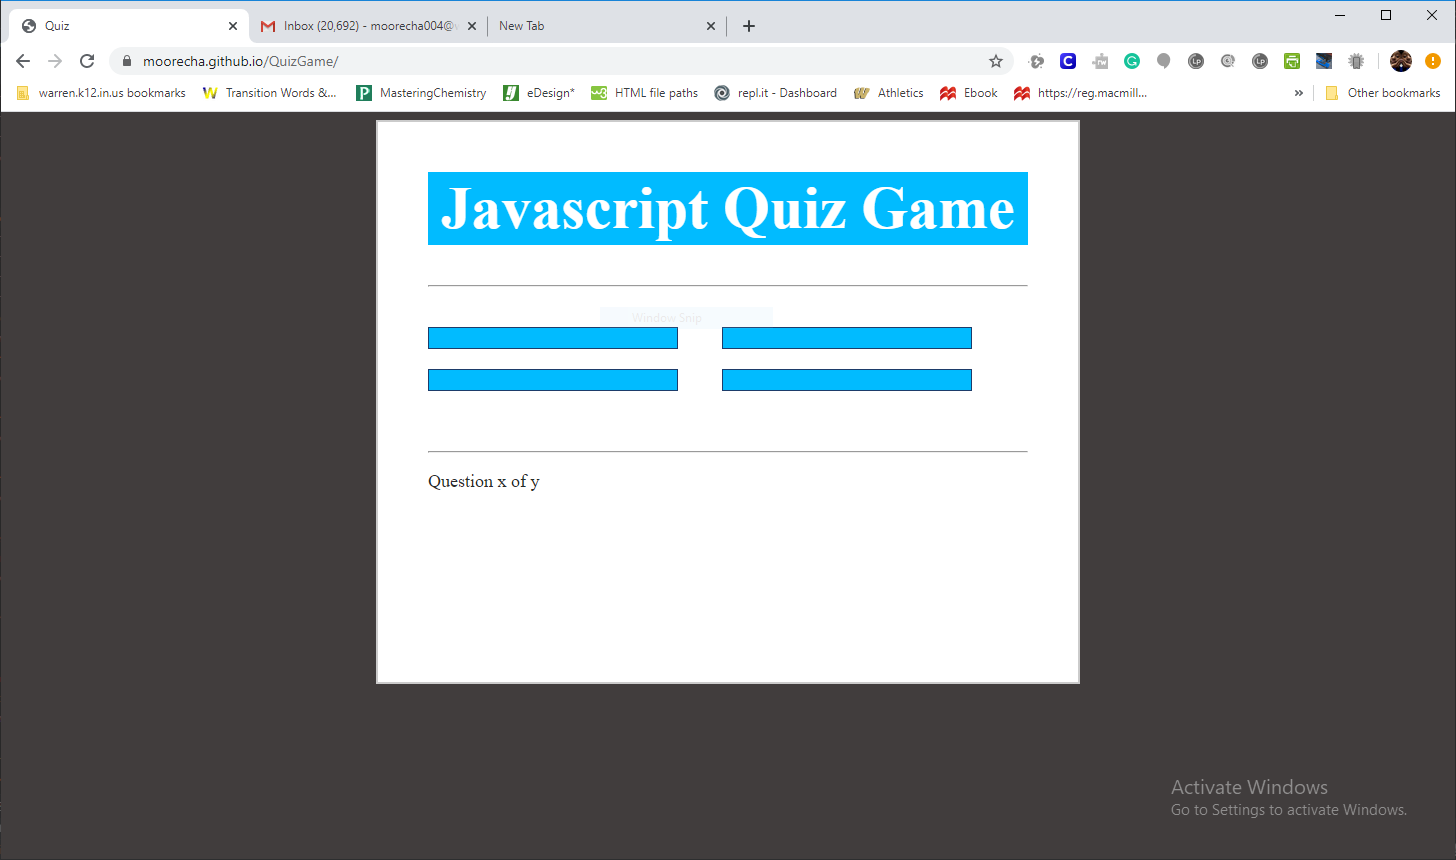 Quiz
Inbox (20,692) - moorecha004@
New Tab
moorecha.github.io/QuizGame/
warren.k12.in.us bookmarks
Transition Words &...
MasteringChemistry
eDesign*
HTML file paths
repl.it - Dashboard
Athletics
Ebook
https://reg.macmill...
»
Other bookmarks
Javascript Quiz Game
Window Snip
Question x of y
Activate Windows
Go to Settings to activate Windows.